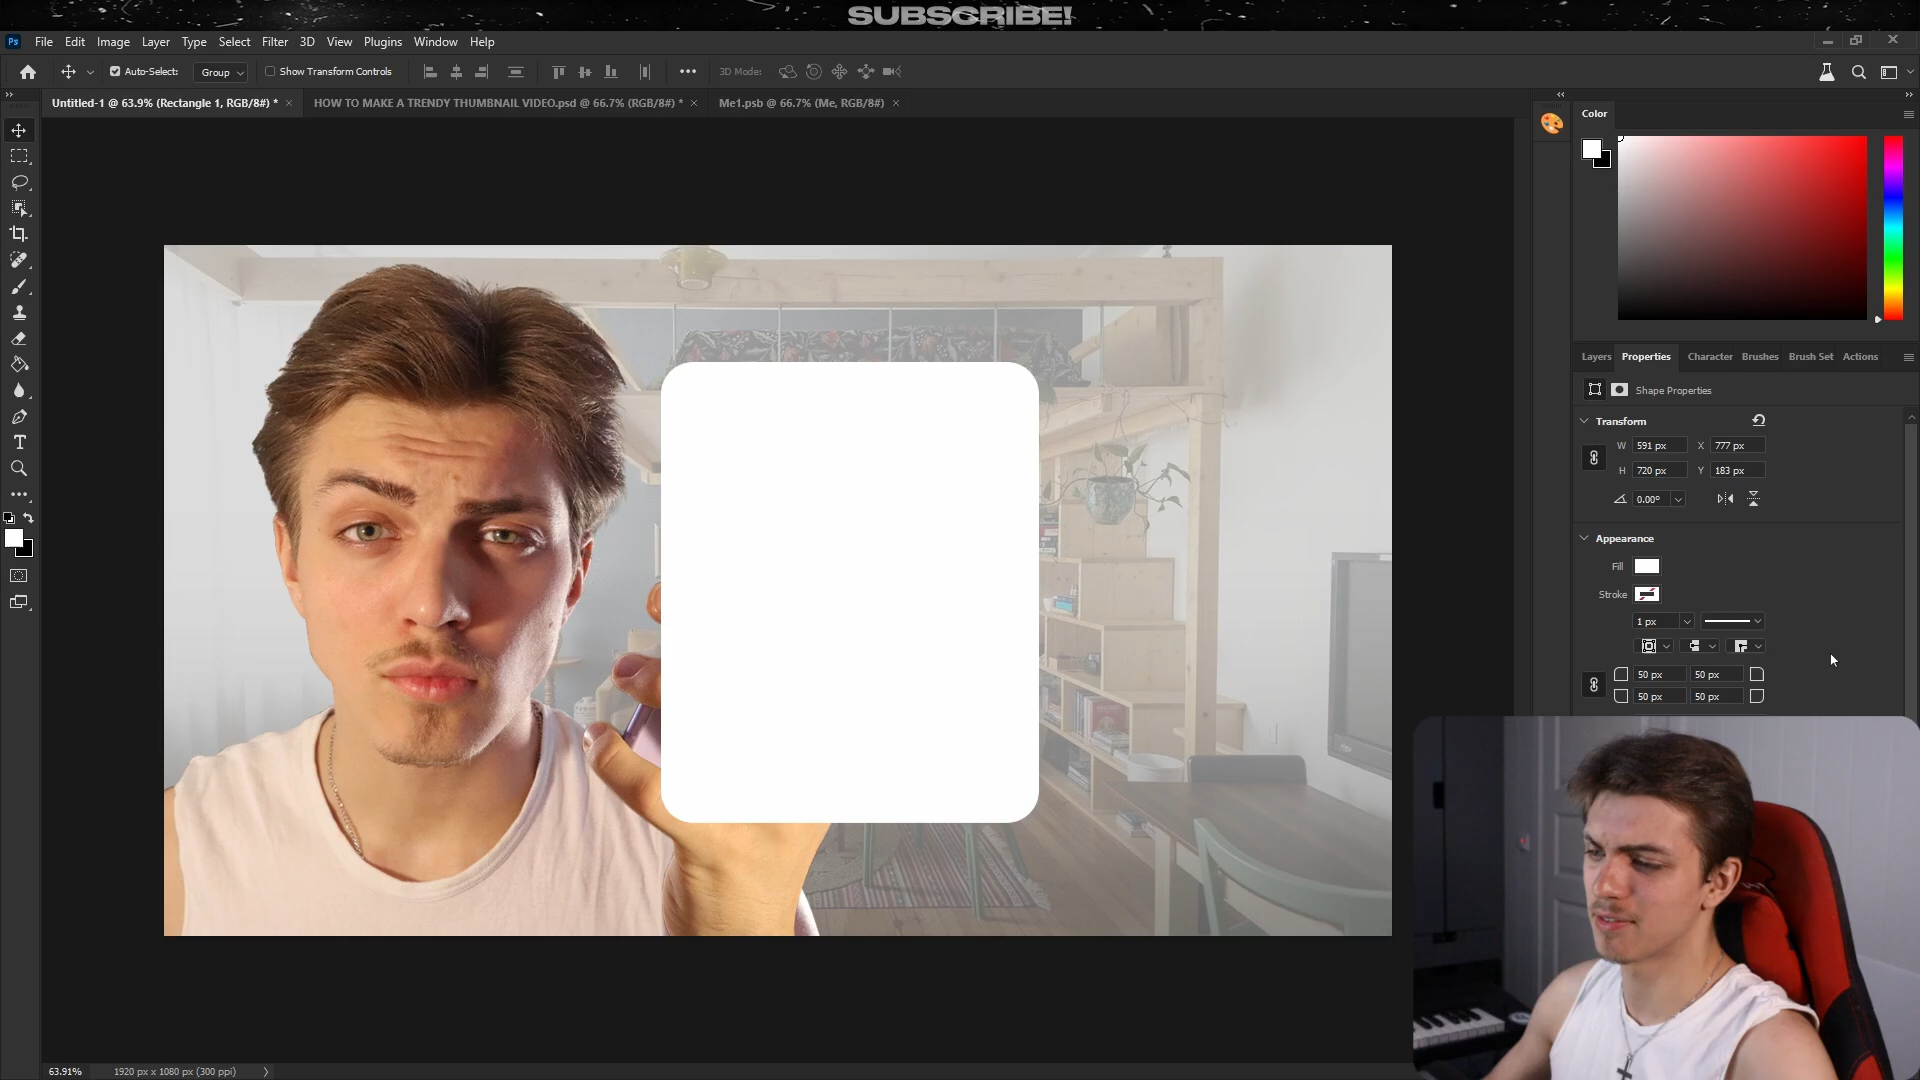 SUBSCRIBE!
Ps File Edit Image Layer Type Select Filter 3D View Plugins Window Help
Auto-Select: Group Show Transform Controls 3D Mode:
Untitled-1 @ 63.9% (Rectangle 1, RGB/8#) * HOW TO MAKE A TRENDY THUMBNAIL VIDEO.psd @ 66.7% (RGB/8#) * Me1.psb @ 66.7% (Me, RGB/8#)
Color
Layers Properties Character Brushes Brush Set Actions
Shape Properties
Transform
W 591 px X 777 px
H 720 px Y 183 px
0.00°
Appearance
Fill
Stroke
1 px
50 px 50 px
50 px 50 px
63.91% 1920 px x 1080 px (300 ppi)